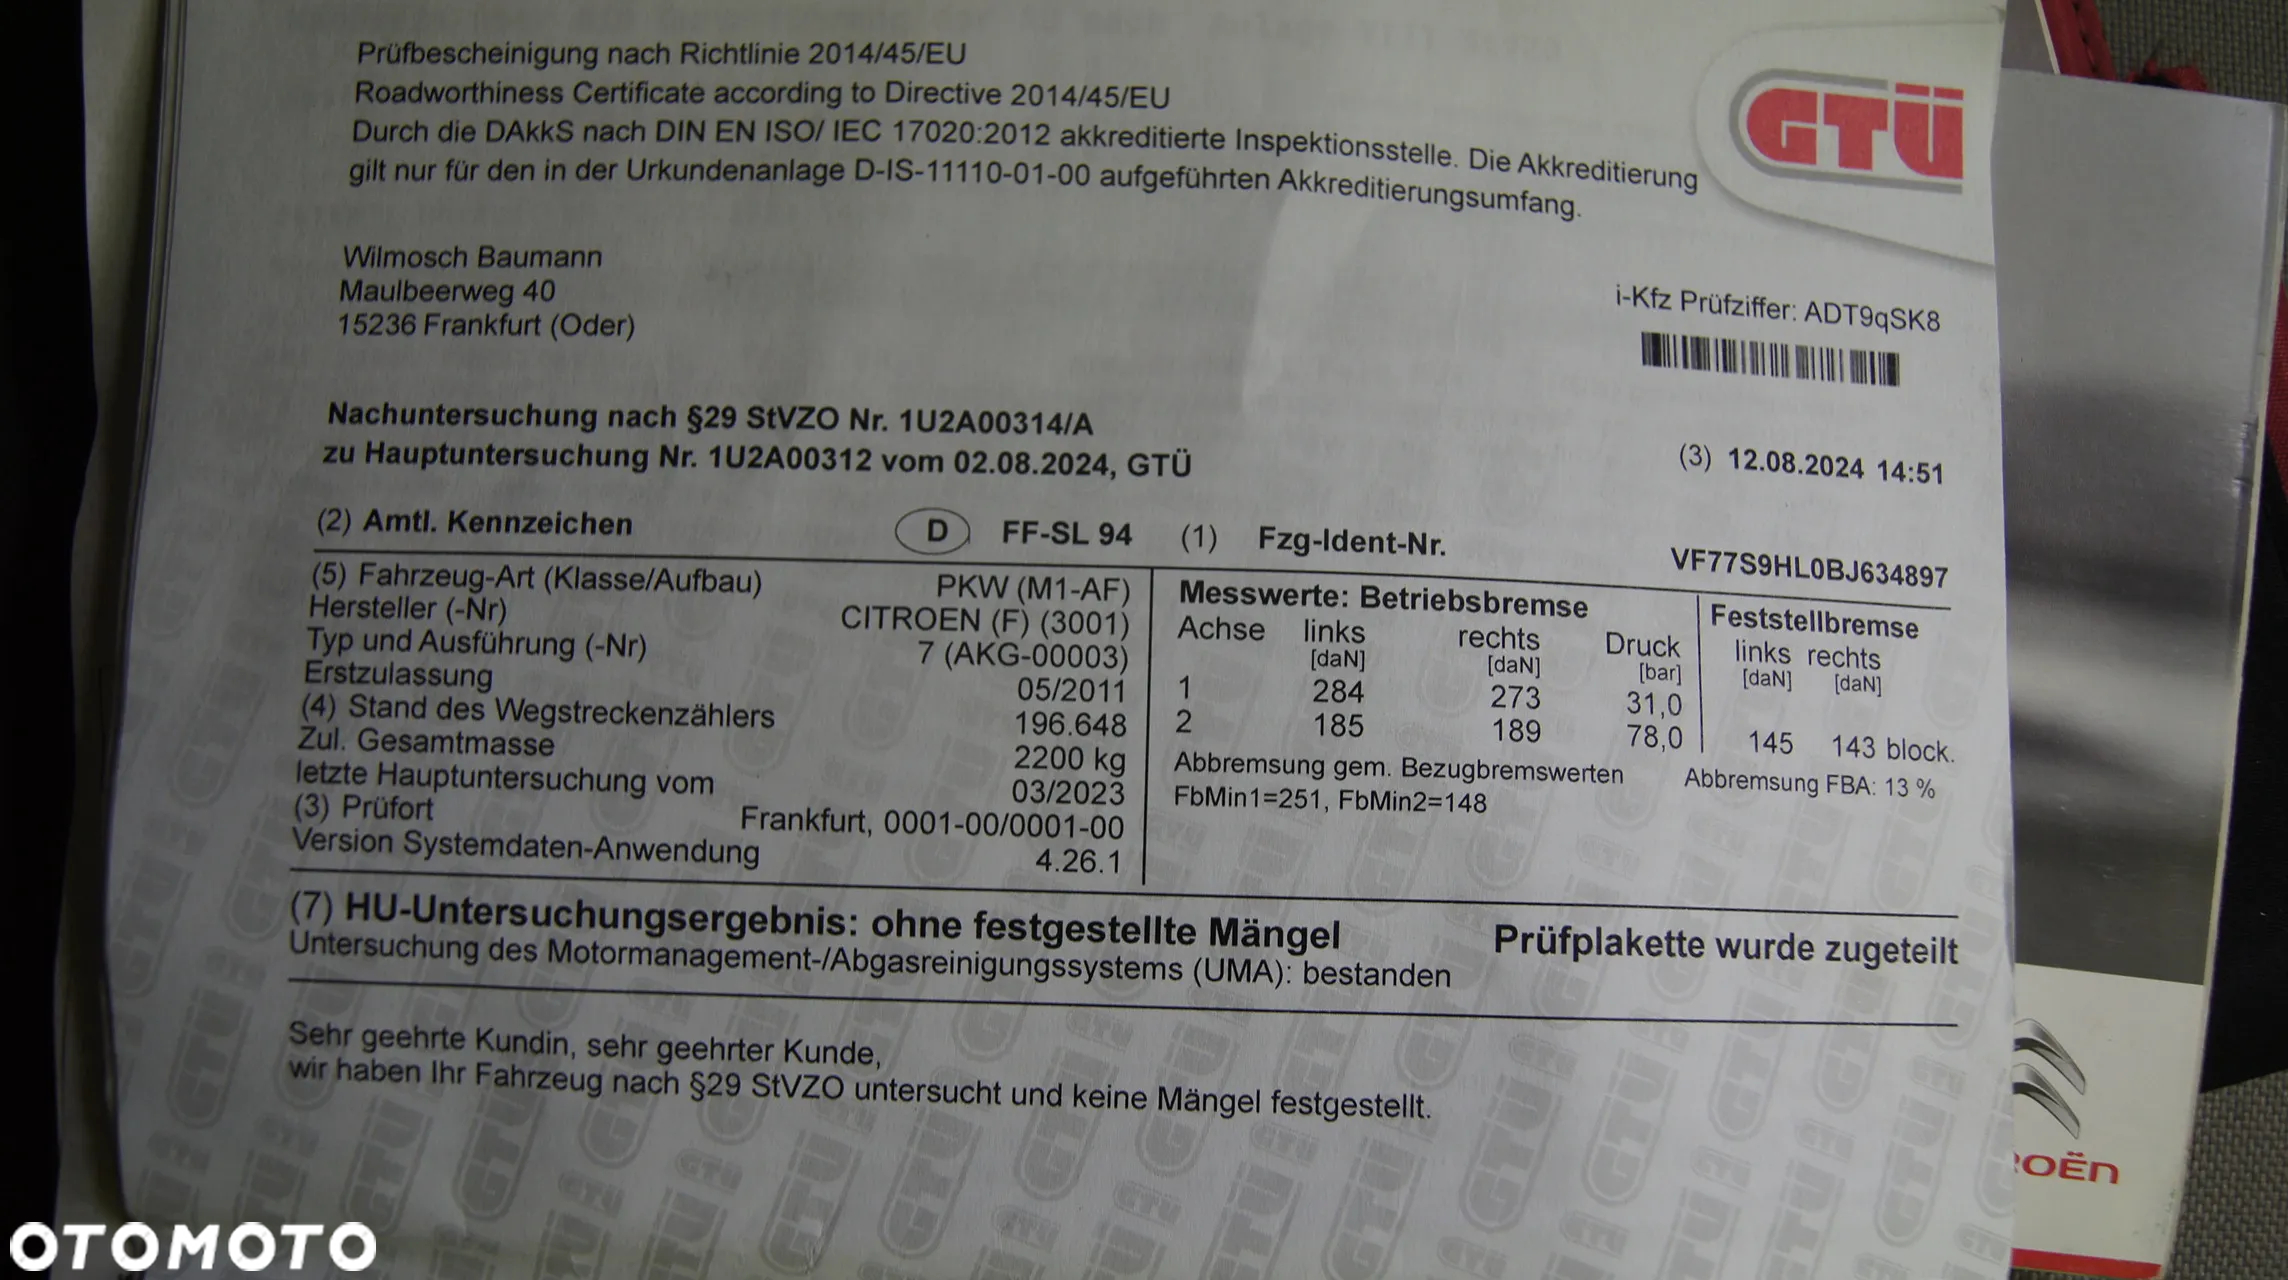 Prüfbescheinigung nach Richtlinie 2014/45/EU
Roadworthiness Certificate according to Directive 2014/45/EU
Durch die DAkkS nach DIN EN ISO/ IEC 17020:2012 akkreditierte Inspektionsstelle. Die Akkreditierung
gilt nur für den in der Urkundenanlage D-IS-11110-01-00 aufgeführten Akkreditierungsumfang.
GTÜ
Wilmosch Baumann
Maulbeerweg 40
15236 Frankfurt (Oder)
i-Kfz Prüfziffer: ADT9qSK8
Nachuntersuchung nach §29 StVZO Nr. 1U2A00314/A
zu Hauptuntersuchung Nr. 1U2A00312 vom 02.08.2024, GTÜ
(3) 12.08.2024 14:51
(2) Amtl. Kennzeichen D FF-SL 94 (1) Fzg-Ident-Nr. VF77S9HL0BJ634897
(5) Fahrzeug-Art (Klasse/Aufbau) PKW (M1-AF)
Hersteller (-Nr) CITROEN (F) (3001)
Typ und Ausführung (-Nr) 7 (AKG-00003)
Erstzulassung 05/2011
(4) Stand des Wegstreckenzählers 196.648
Zul. Gesamtmasse 2200 kg
letzte Hauptuntersuchung vom 03/2023
(3) Prüfort Frankfurt, 0001-00/0001-00
Version Systemdaten-Anwendung 4.26.1
Messwerte: Betriebsbremse Feststellbremse
Achse links rechts Druck links rechts
[daN] [daN] [bar] [daN] [daN]
1 284 273 31,0
2 185 189 78,0 145 143 block.
Abbremsung gem. Bezugbremswerten Abbremsung FBA: 13 %
FbMin1=251, FbMin2=148
(7) HU-Untersuchungsergebnis: ohne festgestellte Mängel Prüfplakette wurde zugeteilt
Untersuchung des Motormanagement-/Abgasreinigungssystems (UMA): bestanden
Sehr geehrte Kundin, sehr geehrter Kunde,
wir haben Ihr Fahrzeug nach §29 StVZO untersucht und keine Mängel festgestellt.
ROËN
OTOMOTO